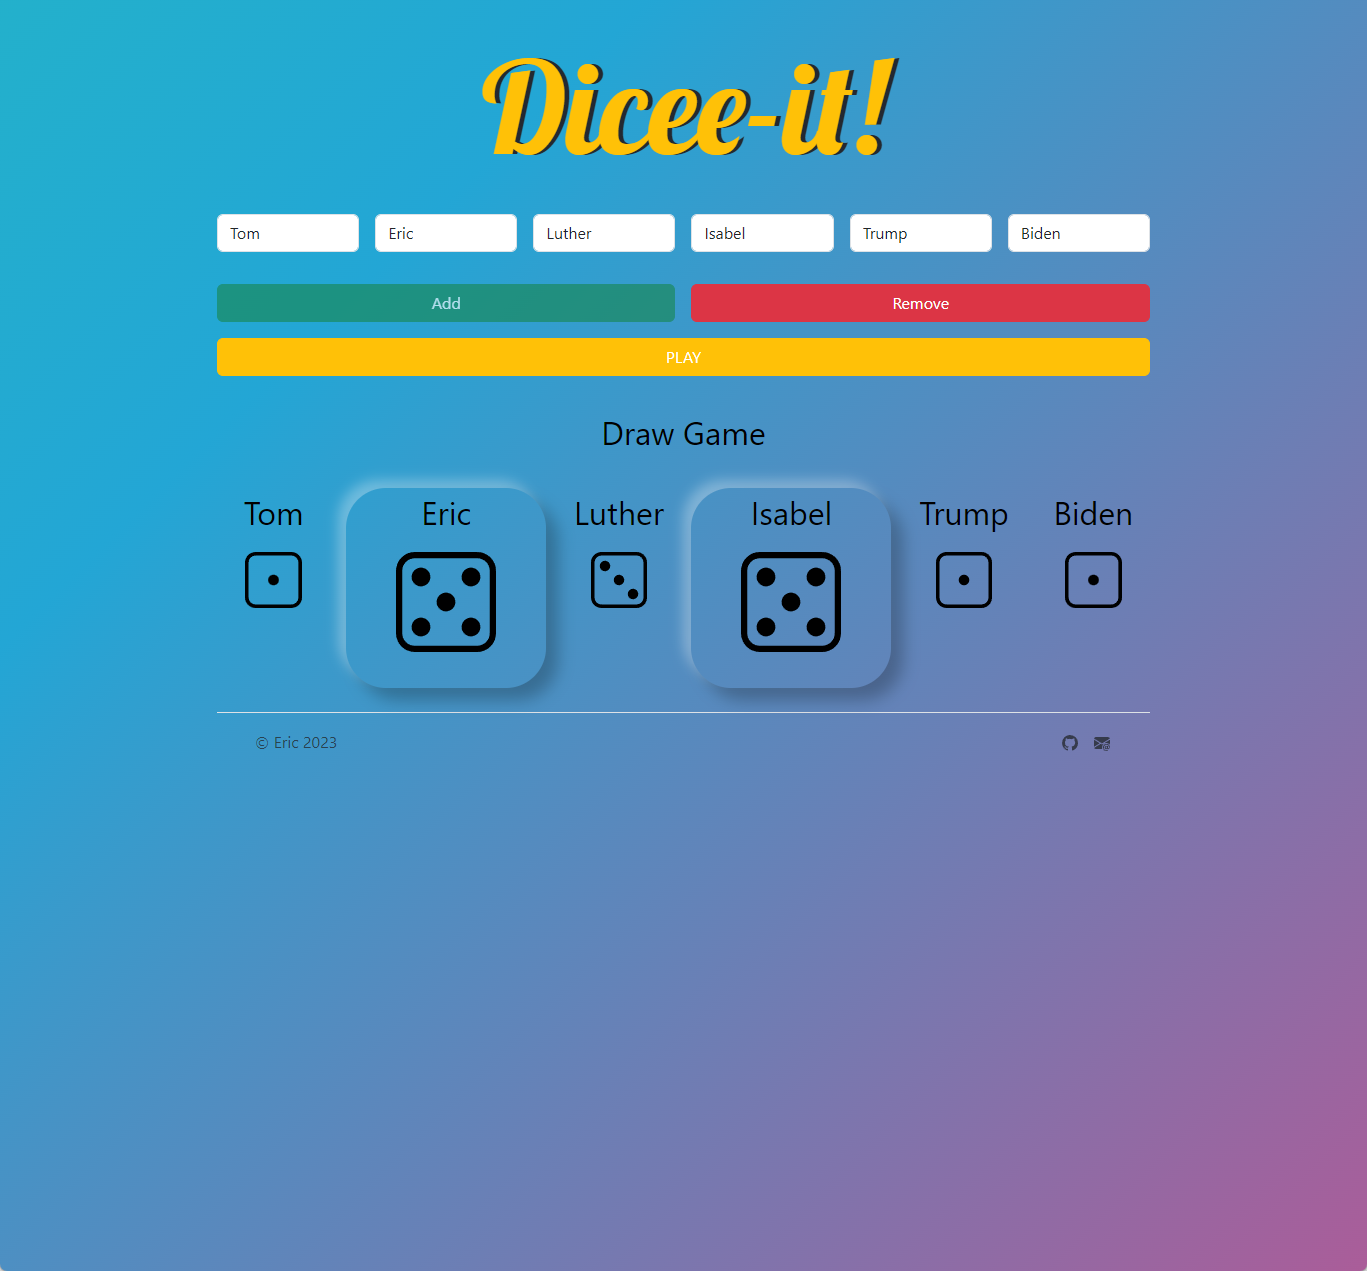 Dicee-it!
Tom Eric Luther Isabel Trump Biden
Add Remove
PLAY
Draw Game
Tom Eric Luther Isabel Trump Biden
© Eric 2023